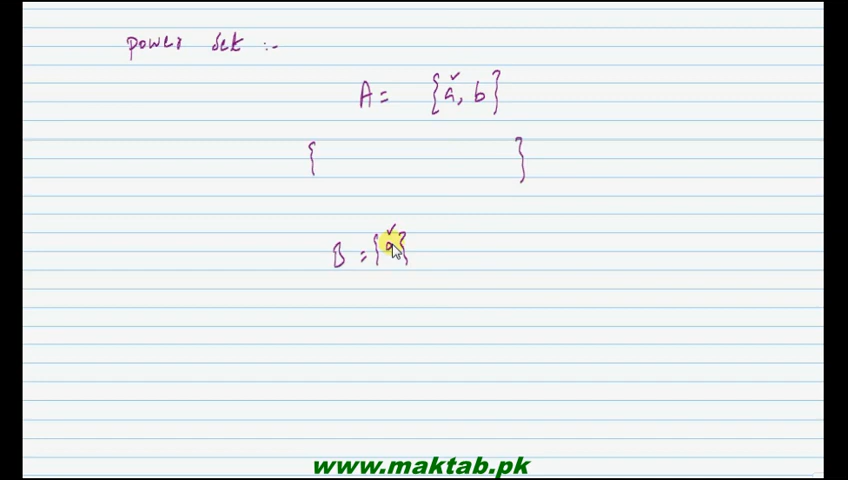 power set :-
A = {a, b}
{ }
B = {a}
www.maktab.pk